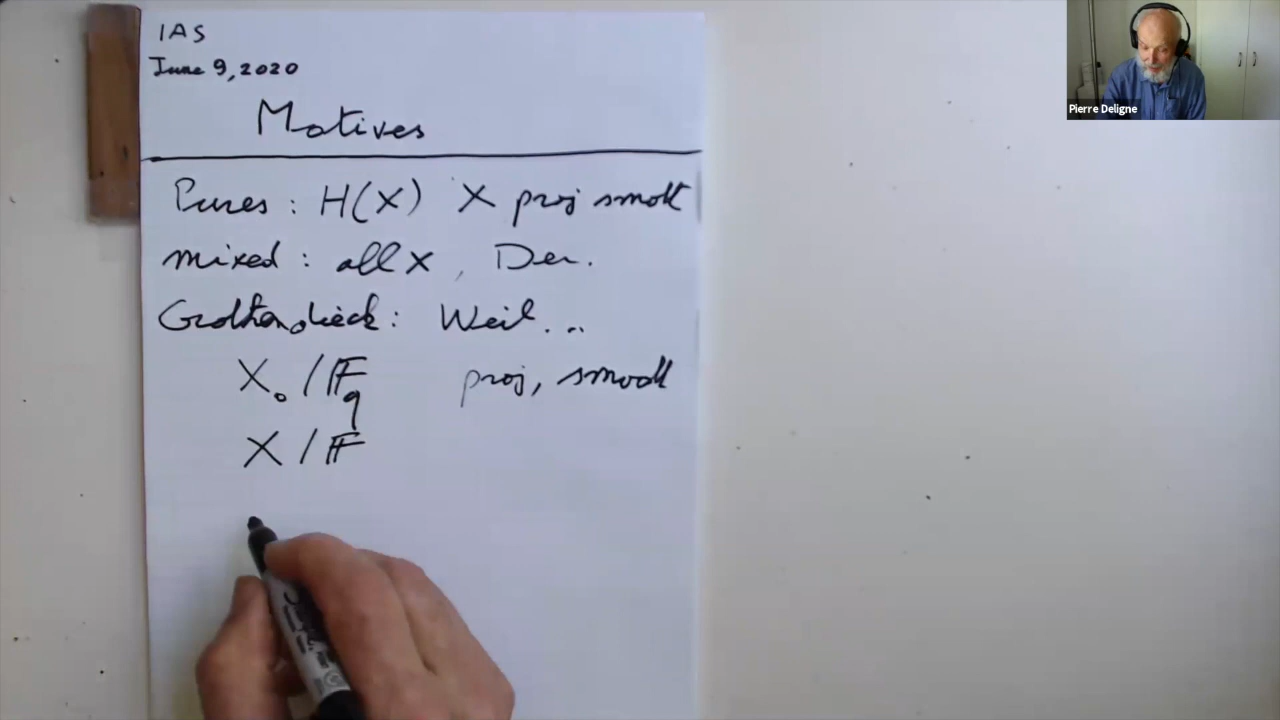 IAS
June 9, 2020
Motives
Pures : H(X) X proj smooth
mixed : all X , Der.
Grothendieck : Weil...
X₀ / 𝔽q proj, smooth
X / 𝔽
Pierre Deligne